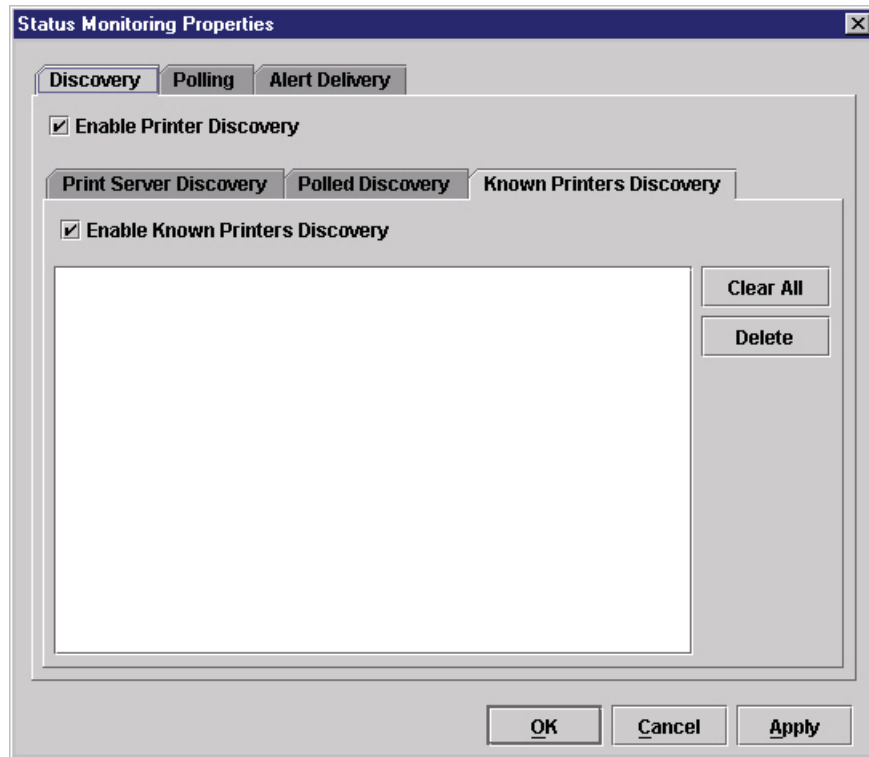 Status Monitoring Properties
Discovery Polling Alert Delivery
Enable Printer Discovery
Print Server Discovery Polled Discovery Known Printers Discovery
Enable Known Printers Discovery
Clear All
Delete
OK Cancel Apply